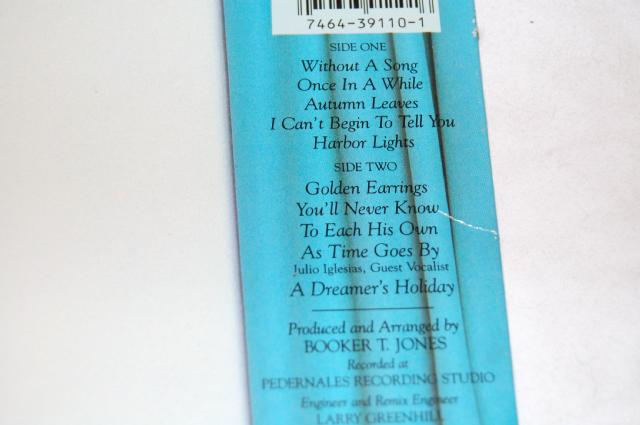 7464-39110-1
SIDE ONE
Without A Song
Once In A While
Autumn Leaves
I Can't Begin To Tell You
Harbor Lights
SIDE TWO
Golden Earrings
You'll Never Know
To Each His Own
As Time Goes By
Julio Iglesias, Guest Vocalist
A Dreamer's Holiday
Produced and Arranged by
BOOKER T. JONES
Recorded at
PEDERNALES RECORDING STUDIO
Engineer and Remix Engineer
LARRY GREENHILL